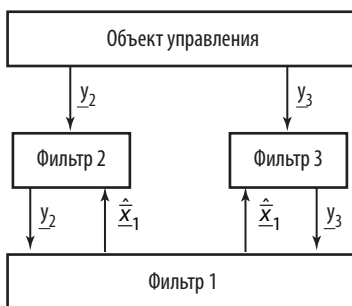 Объект управления
y2 y3
Фильтр 2 Фильтр 3
y2 x̂1 x̂1 y3
Фильтр 1